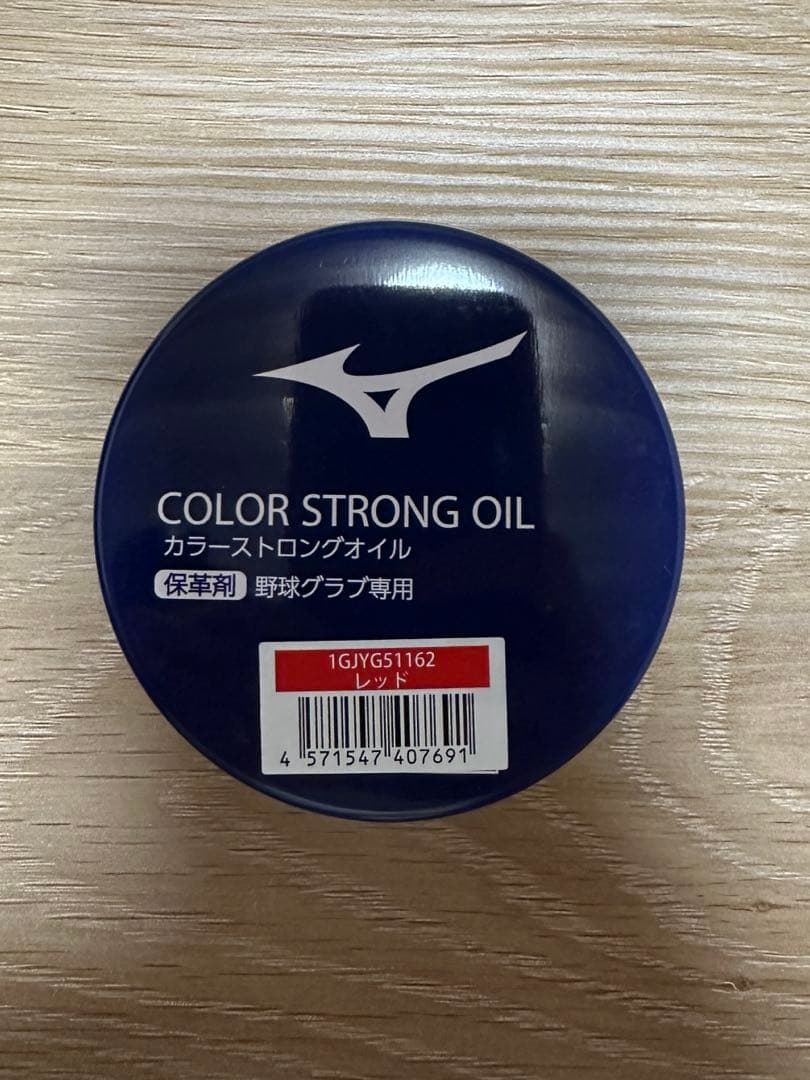 COLOR STRONG OIL
カラーストロングオイル
保革剤 野球グラブ専用
1GJYG51162
レッド
4 571547 407691